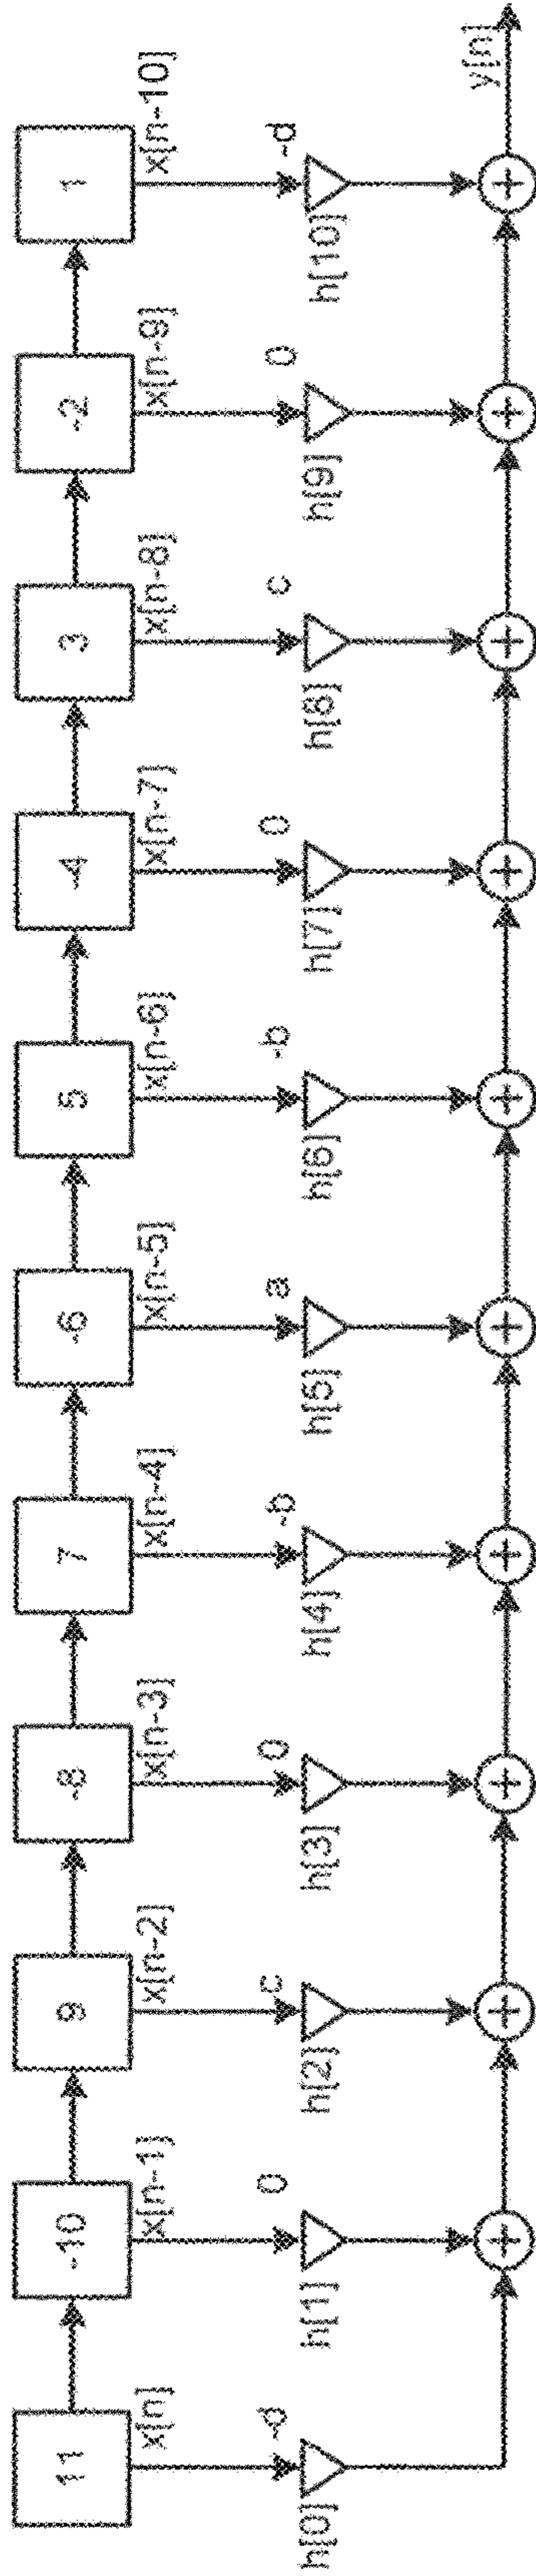 11 -10 9 -8 7 -6 5 -4 3 -2 1
x[n] x[n-1] x[n-2] x[n-3] x[n-4] x[n-5] x[n-6] x[n-7] x[n-8] x[n-9] x[n-10]
-d 0 c 0 -b a -b 0 c 0 -d
h[0] h[1] h[2] h[3] h[4] h[5] h[6] h[7] h[8] h[9] h[10]
+ + + + + + + + + +
y[n]